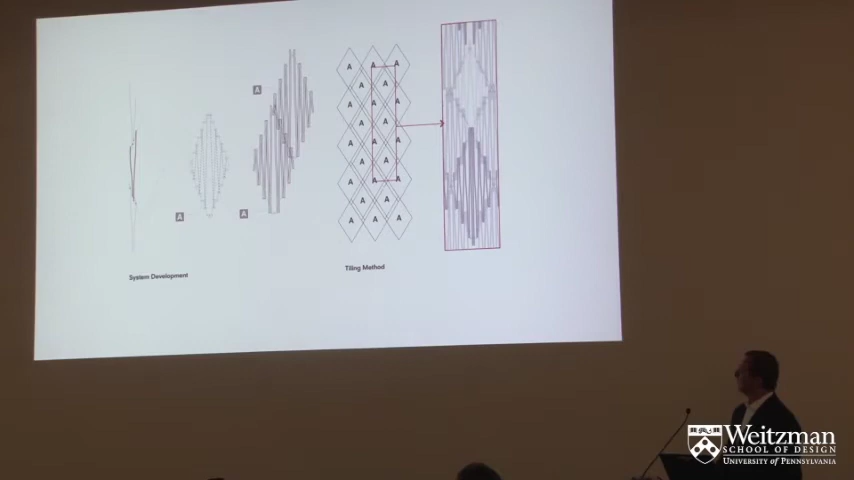 A
A
A
A A A
A
A A
A
A A
A
A A
A
A A
A
A A A
System Development
Tiling Method
Weitzman
SCHOOL OF DESIGN
UNIVERSITY of PENNSYLVANIA